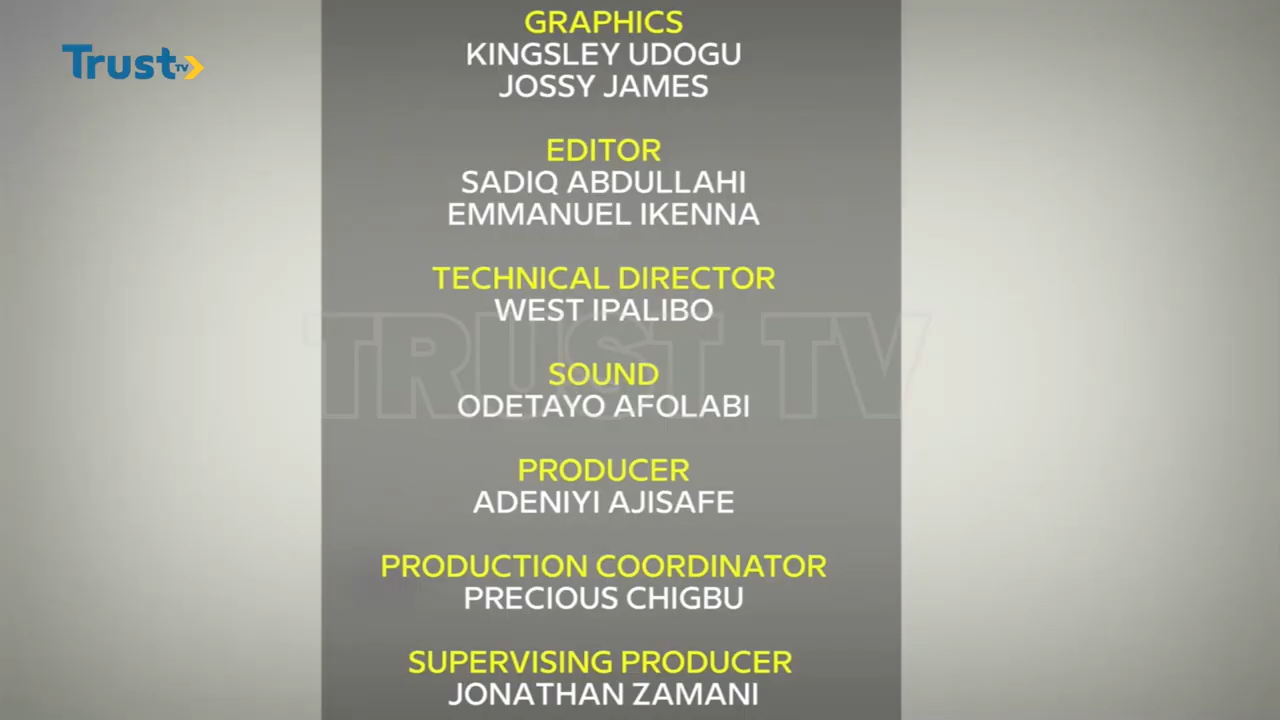 Trust TV
GRAPHICS
KINGSLEY UDOGU
JOSSY JAMES
EDITOR
SADIQ ABDULLAHI
EMMANUEL IKENNA
TECHNICAL DIRECTOR
WEST IPALIBO
TRUST TV
SOUND
ODETAYO AFOLABI
PRODUCER
ADENIYI AJISAFE
PRODUCTION COORDINATOR
PRECIOUS CHIGBU
SUPERVISING PRODUCER
JONATHAN ZAMANI